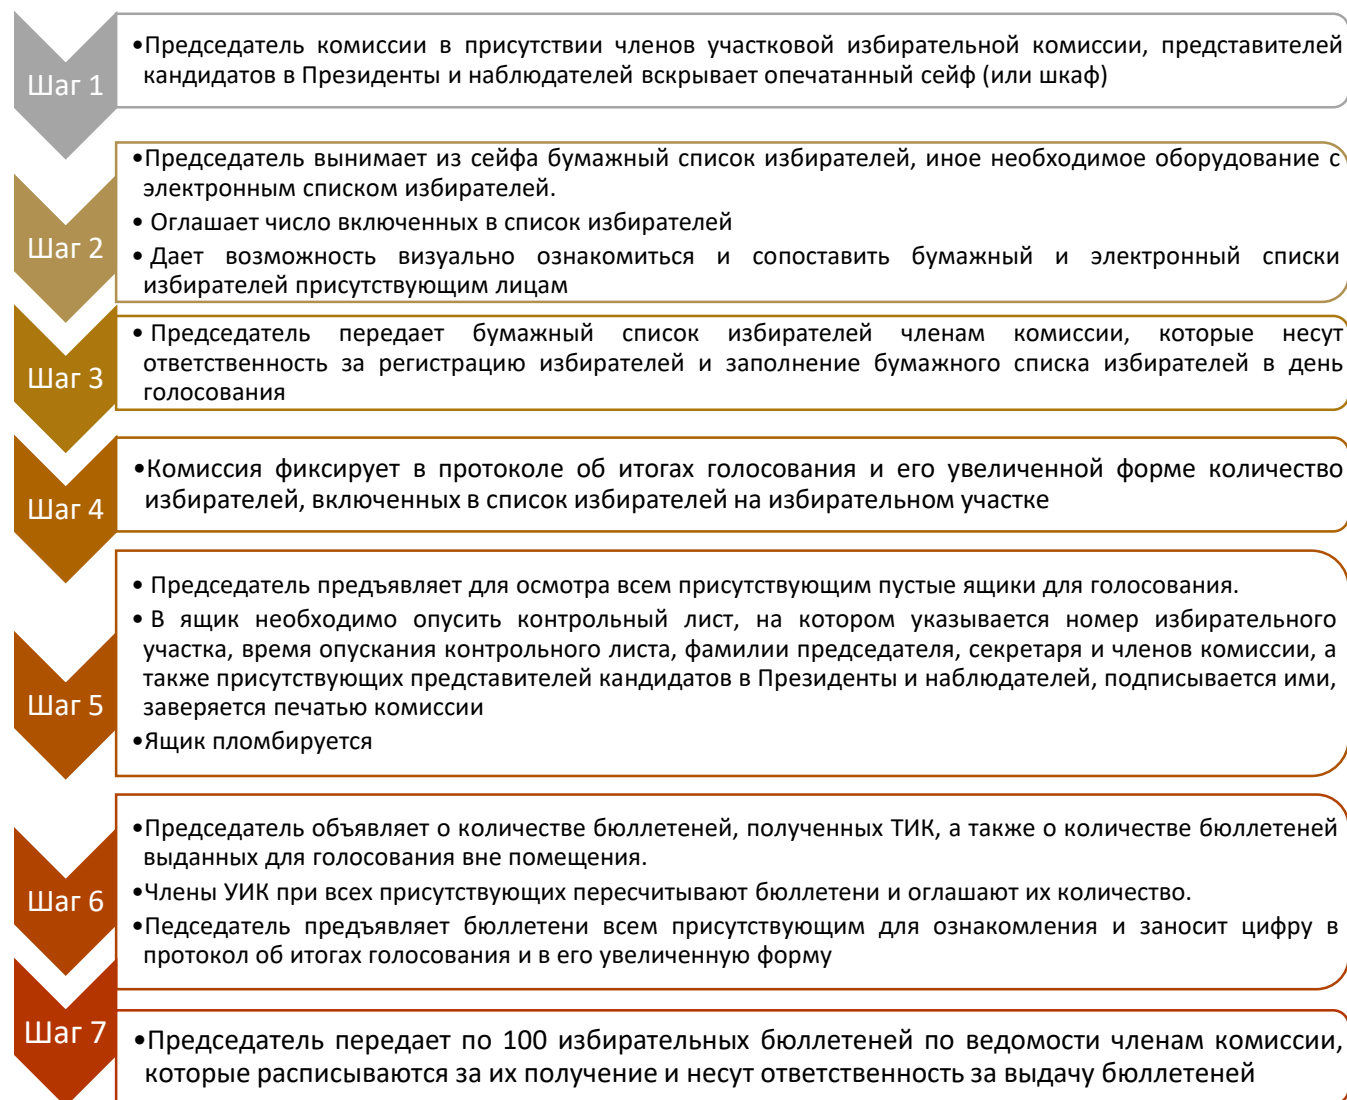 Шаг 1
•Председатель комиссии в присутствии членов участковой избирательной комиссии, представителей
кандидатов в Президенты и наблюдателей вскрывает опечатанный сейф (или шкаф)
Шаг 2
•Председатель вынимает из сейфа бумажный список избирателей, иное необходимое оборудование с
электронным списком избирателей.
• Оглашает число включенных в список избирателей
• Дает возможность визуально ознакомиться и сопоставить бумажный и электронный списки
избирателей присутствующим лицам
Шаг 3
• Председатель передает бумажный список избирателей членам комиссии, которые несут
ответственность за регистрацию избирателей и заполнение бумажного списка избирателей в день
голосования
Шаг 4
•Комиссия фиксирует в протоколе об итогах голосования и его увеличенной форме количество
избирателей, включенных в список избирателей на избирательном участке
Шаг 5
• Председатель предъявляет для осмотра всем присутствующим пустые ящики для голосования.
• В ящик необходимо опусить контрольный лист, на котором указывается номер избирательного
участка, время опускания контрольного листа, фамилии председателя, секретаря и членов комиссии, а
также присутствующих представителей кандидатов в Президенты и наблюдателей, подписывается ими,
заверяется печатью комиссии
•Ящик пломбируется
Шаг 6
•Председатель объявляет о количестве бюллетеней, полученных ТИК, а также о количестве бюллетеней
выданных для голосования вне помещения.
•Члены УИК при всех присутствующих пересчитывают бюллетени и оглашают их количество.
•Педседатель предъявляет бюллетени всем присутствующим для ознакомления и заносит цифру в
протокол об итогах голосования и в его увеличенную форму
Шаг 7
•Председатель передает по 100 избирательных бюллетеней по ведомости членам комиссии,
которые расписываются за их получение и несут ответственность за выдачу бюллетеней